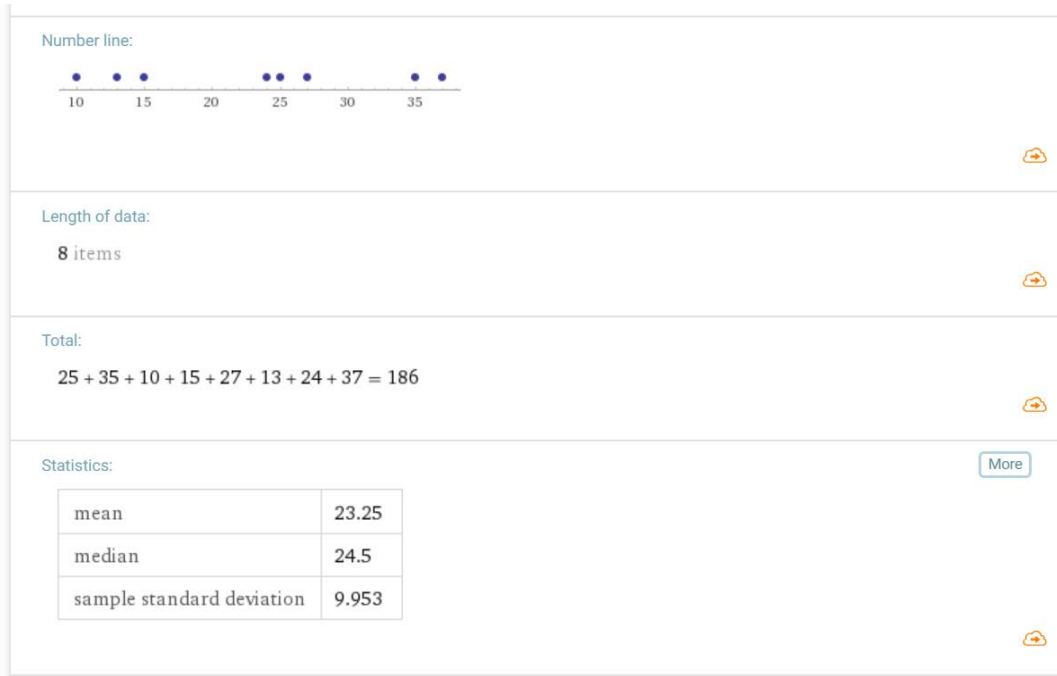 Number line:
10 15 20 25 30 35
Length of data:
8 items
Total:
25 + 35 + 10 + 15 + 27 + 13 + 24 + 37 = 186
Statistics:
More
mean 23.25
median 24.5
sample standard deviation 9.953